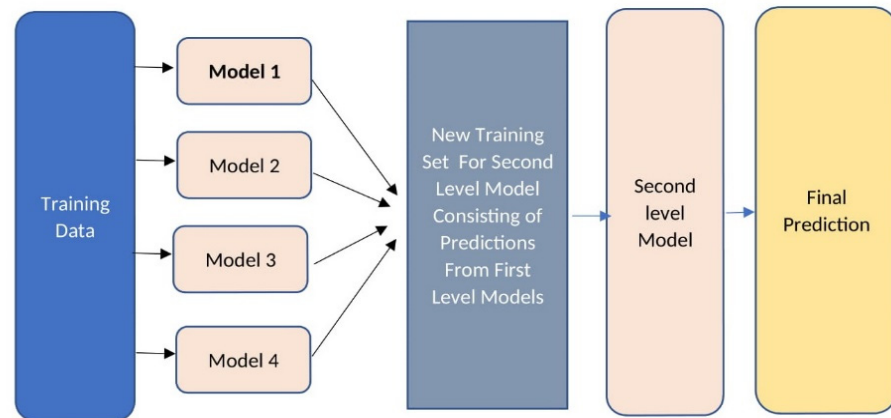 Training
Data
Model 1
Model 2
Model 3
Model 4
New Training
Set For Second
Level Model
Consisting of
Predictions
From First
Level Models
Second
level
Model
Final
Prediction